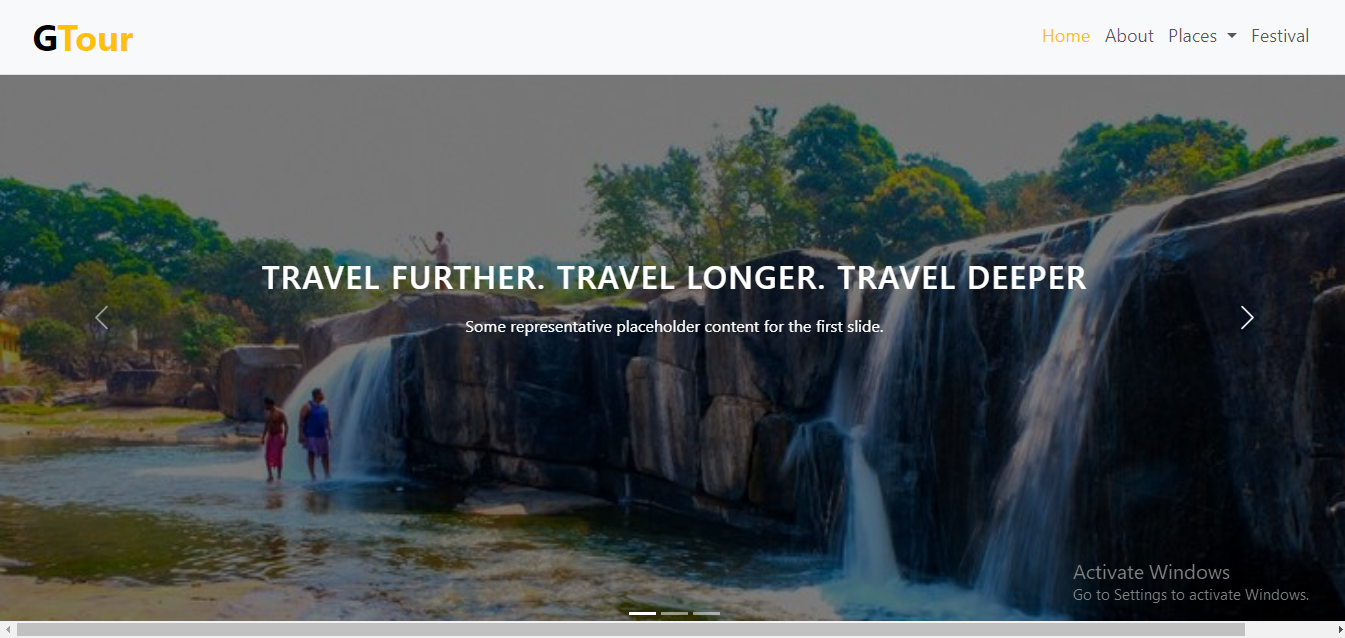 GTour
Home About Places Festival
TRAVEL FURTHER. TRAVEL LONGER. TRAVEL DEEPER
Some representative placeholder content for the first slide.
Activate Windows
Go to Settings to activate Windows.